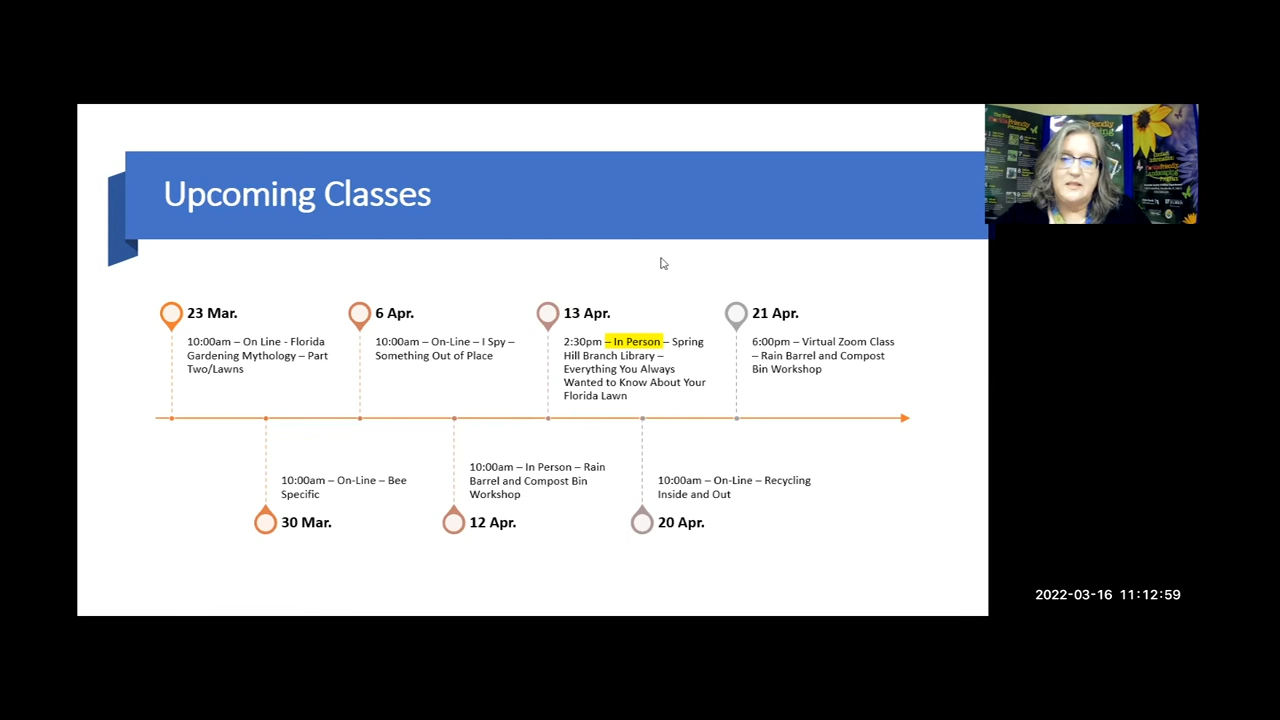 Upcoming Classes
23 Mar.
10:00am – On Line - Florida
Gardening Mythology – Part
Two/Lawns
6 Apr.
10:00am – On-Line – I Spy –
Something Out of Place
13 Apr.
2:30pm – In Person – Spring
Hill Branch Library –
Everything You Always
Wanted to Know About Your
Florida Lawn
21 Apr.
6:00pm – Virtual Zoom Class
– Rain Barrel and Compost
Bin Workshop
10:00am – On-Line – Bee
Specific
30 Mar.
10:00am – In Person – Rain
Barrel and Compost Bin
Workshop
12 Apr.
10:00am – On-Line – Recycling
Inside and Out
20 Apr.
2022-03-16 11:12:59